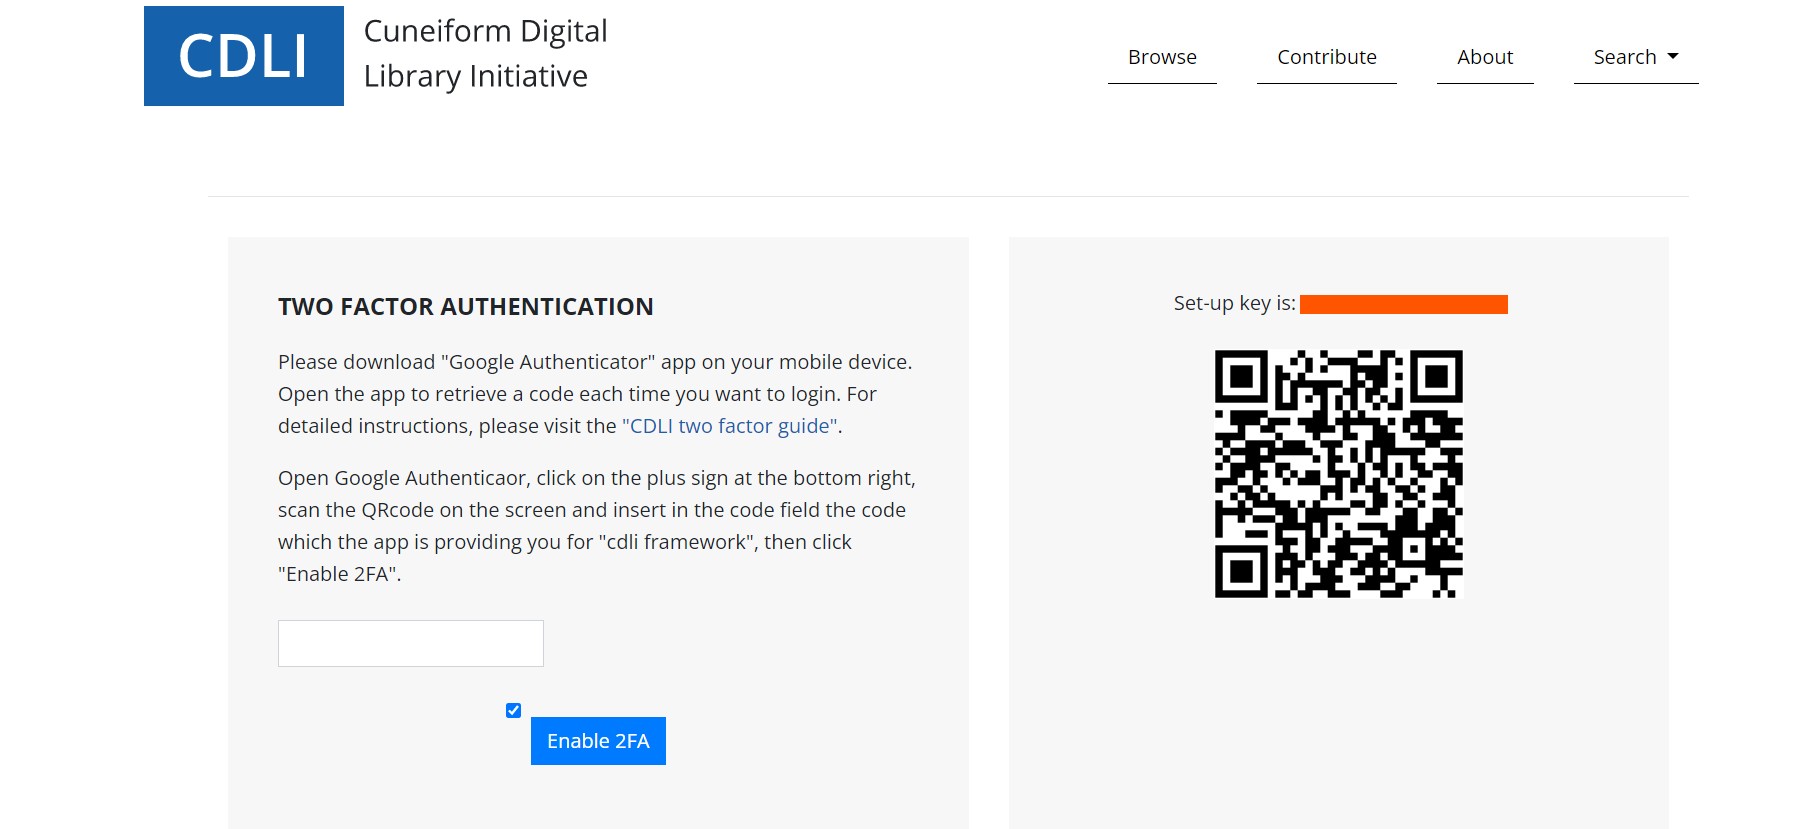 CDLI
Cuneiform Digital
Library Initiative
Browse
Contribute
About
Search
TWO FACTOR AUTHENTICATION
Please download "Google Authenticator" app on your mobile device.
Open the app to retrieve a code each time you want to login. For
detailed instructions, please visit the "CDLI two factor guide".
Open Google Authenticaor, click on the plus sign at the bottom right,
scan the QRcode on the screen and insert in the code field the code
which the app is providing you for "cdli framework", then click
"Enable 2FA".
Enable 2FA
Set-up key is: